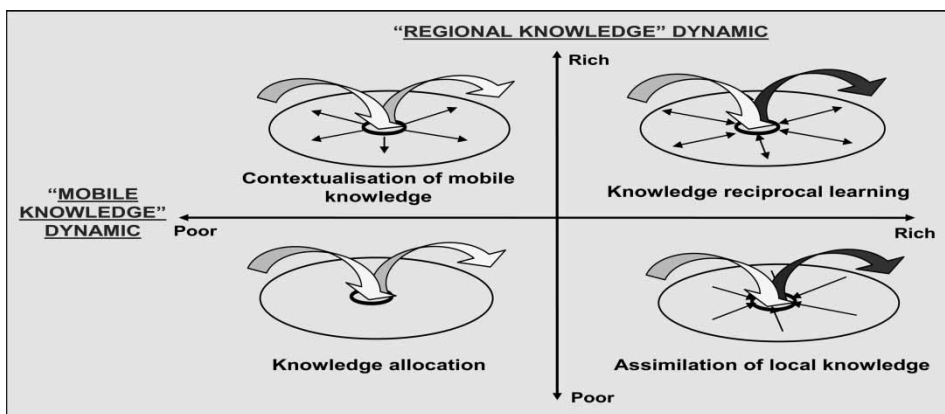 “REGIONAL KNOWLEDGE” DYNAMIC
Rich
Contextualisation of mobile
knowledge
Knowledge reciprocal learning
“MOBILE
KNOWLEDGE”
DYNAMIC
Poor
Rich
Knowledge allocation
Assimilation of local knowledge
Poor